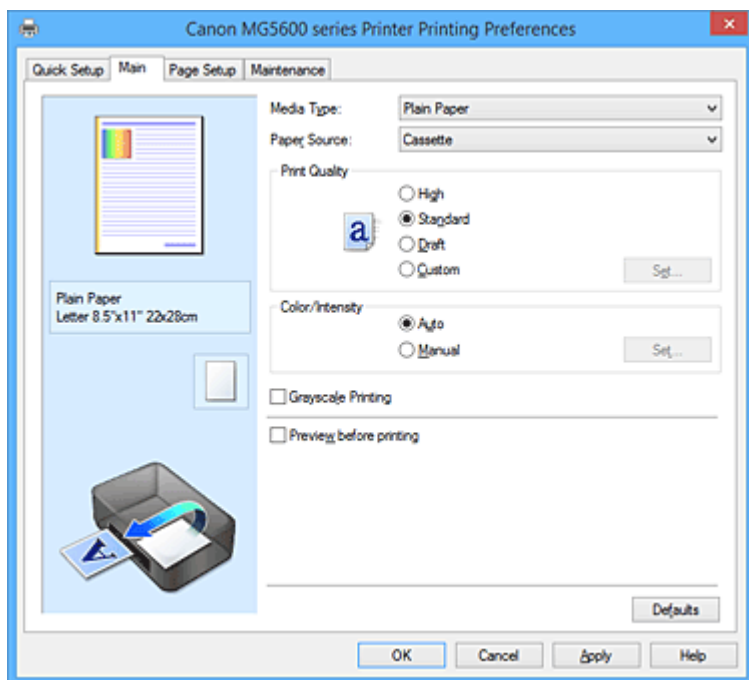 Canon MG5600 series Printer Printing Preferences
Quick Setup Main Page Setup Maintenance
Media Type: Plain Paper
Paper Source: Cassette
Print Quality
High
a Standard
Draft
Custom Set...
Plain Paper
Letter 8.5"x11" 22x28cm
Color/Intensity
Auto
Manual Set...
Grayscale Printing
Preview before printing
A
Defaults
OK Cancel Apply Help